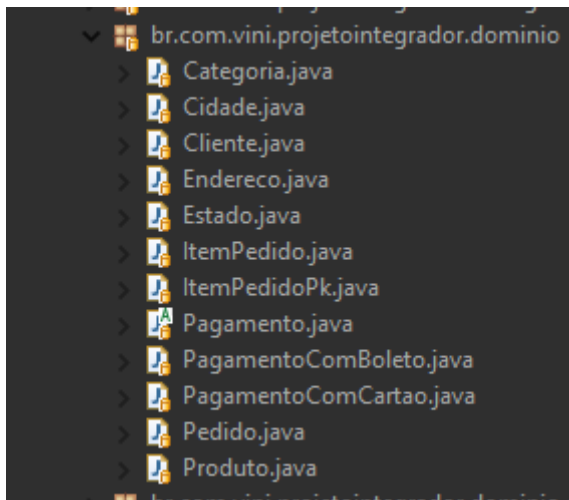 br.com.vini.projetointegrador.dominio
Categoria.java
Cidade.java
Cliente.java
Endereco.java
Estado.java
ItemPedido.java
ItemPedidoPk.java
Pagamento.java
PagamentoComBoleto.java
PagamentoComCartao.java
Pedido.java
Produto.java